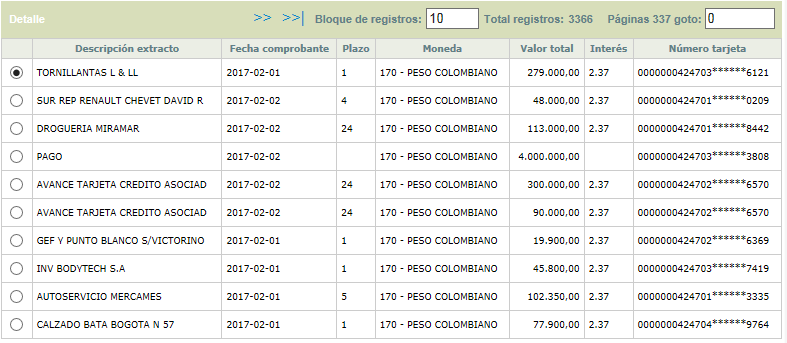 Detalle >> >>| Bloque de registros: 10 Total registros: 3366 Páginas 337 goto: 0
Descripción extracto Fecha comprobante Plazo Moneda Valor total Interés Número tarjeta
TORNILLANTAS L & LL 2017-02-01 1 170 - PESO COLOMBIANO 279.000,00 2.37 0000000424703******6121
SUR REP RENAULT CHEVET DAVID R 2017-02-02 4 170 - PESO COLOMBIANO 48.000,00 2.37 0000000424701******0209
DROGUERIA MIRAMAR 2017-02-02 24 170 - PESO COLOMBIANO 113.000,00 2.37 0000000424701******8442
PAGO 2017-02-02 170 - PESO COLOMBIANO 4.000.000,00 0000000424703******3808
AVANCE TARJETA CREDITO ASOCIAD 2017-02-02 24 170 - PESO COLOMBIANO 300.000,00 2.37 0000000424702******6570
AVANCE TARJETA CREDITO ASOCIAD 2017-02-02 24 170 - PESO COLOMBIANO 90.000,00 2.37 0000000424702******6570
GEF Y PUNTO BLANCO S/VICTORINO 2017-02-01 1 170 - PESO COLOMBIANO 19.900,00 2.37 0000000424702******6369
INV BODYTECH S.A 2017-02-01 1 170 - PESO COLOMBIANO 45.800,00 2.37 0000000424703******7419
AUTOSERVICIO MERCAMES 2017-02-01 5 170 - PESO COLOMBIANO 102.350,00 2.37 0000000424701******3335
CALZADO BATA BOGOTA N 57 2017-02-01 1 170 - PESO COLOMBIANO 77.900,00 2.37 0000000424704******9764